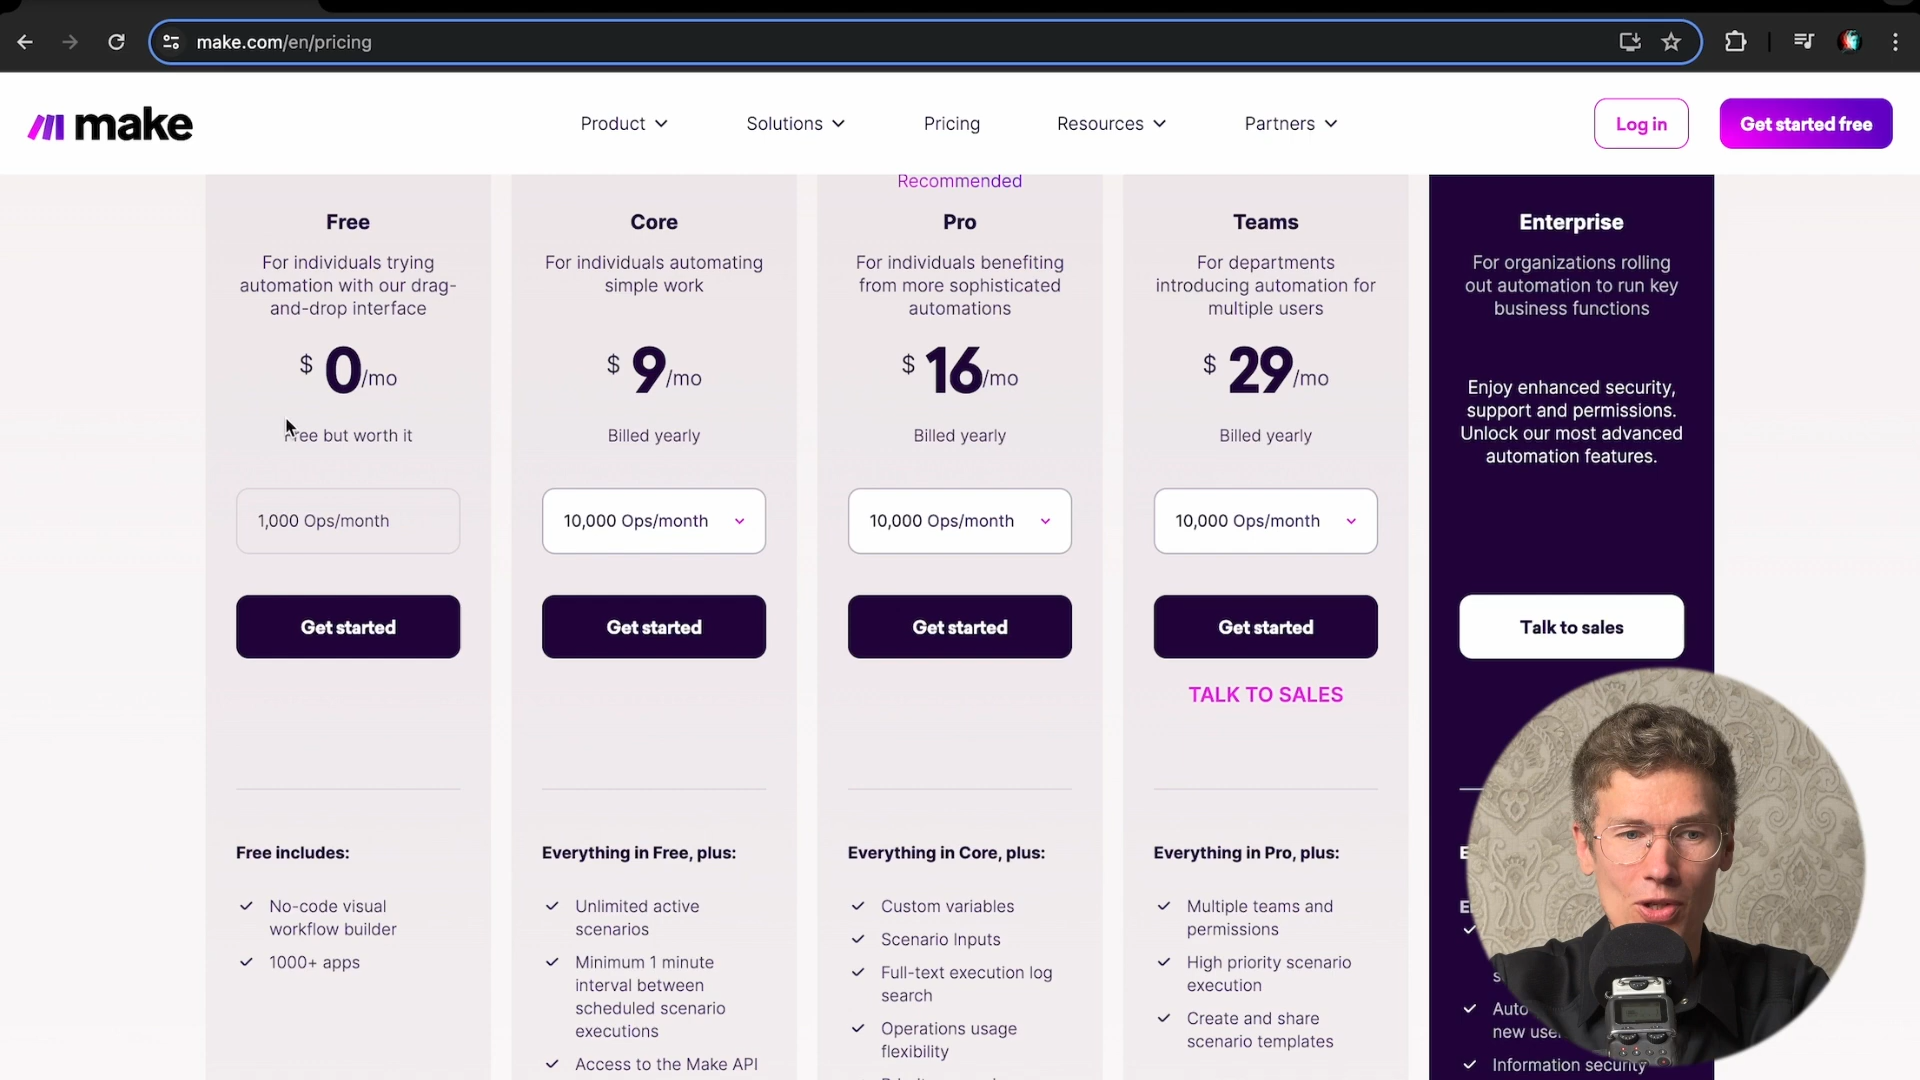 make.com/en/pricing
make
Product
Solutions
Pricing
Resources
Partners
Log in
Get started free
Free
For individuals trying
automation with our drag-
and-drop interface
$ 0/mo
Free but worth it
1,000 Ops/month
Get started
Free includes:
No-code visual
workflow builder
1000+ apps
Core
For individuals automating
simple work
$ 9/mo
Billed yearly
10,000 Ops/month
Get started
Everything in Free, plus:
Unlimited active
scenarios
Minimum 1 minute
interval between
scheduled scenario
executions
Access to the Make API
Recommended
Pro
For individuals benefiting
from more sophisticated
automations
$ 16/mo
Billed yearly
10,000 Ops/month
Get started
Everything in Core, plus:
Custom variables
Scenario Inputs
Full-text execution log
search
Operations usage
flexibility
Teams
For departments
introducing automation for
multiple users
$ 29/mo
Billed yearly
10,000 Ops/month
Get started
TALK TO SALES
Everything in Pro, plus:
Multiple teams and
permissions
High priority scenario
execution
Create and share
scenario templates
Enterprise
For organizations rolling
out automation to run key
business functions
Enjoy enhanced security,
support and permissions.
Unlock our most advanced
automation features.
Talk to sales
new
Information security